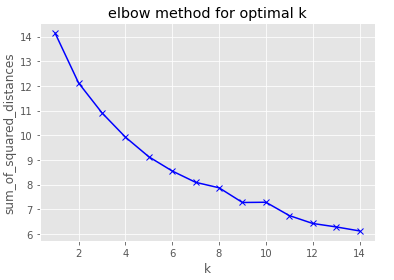 elbow method for optimal k
14
13
12
11
10
9
8
7
6
sum_of_squared_distances
2 4 6 8 10 12 14
k